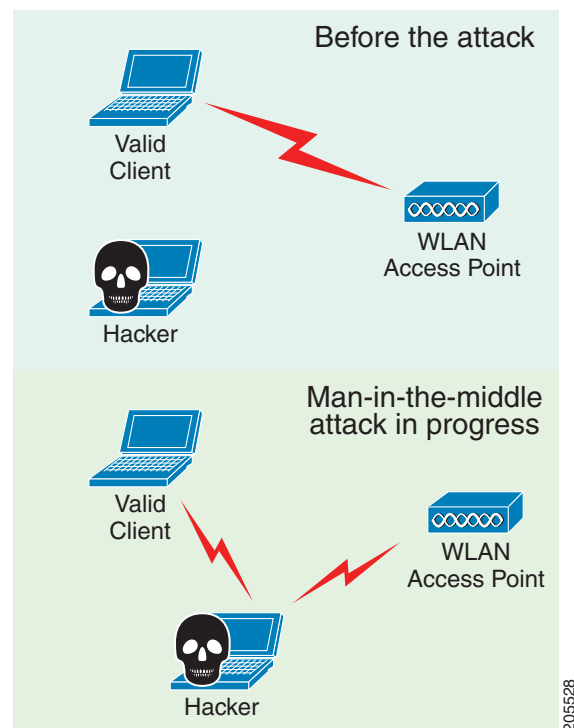 Before the attack
Valid
Client
WLAN
Access Point
Hacker
Man-in-the-middle
attack in progress
Valid
Client
WLAN
Access Point
Hacker
205528